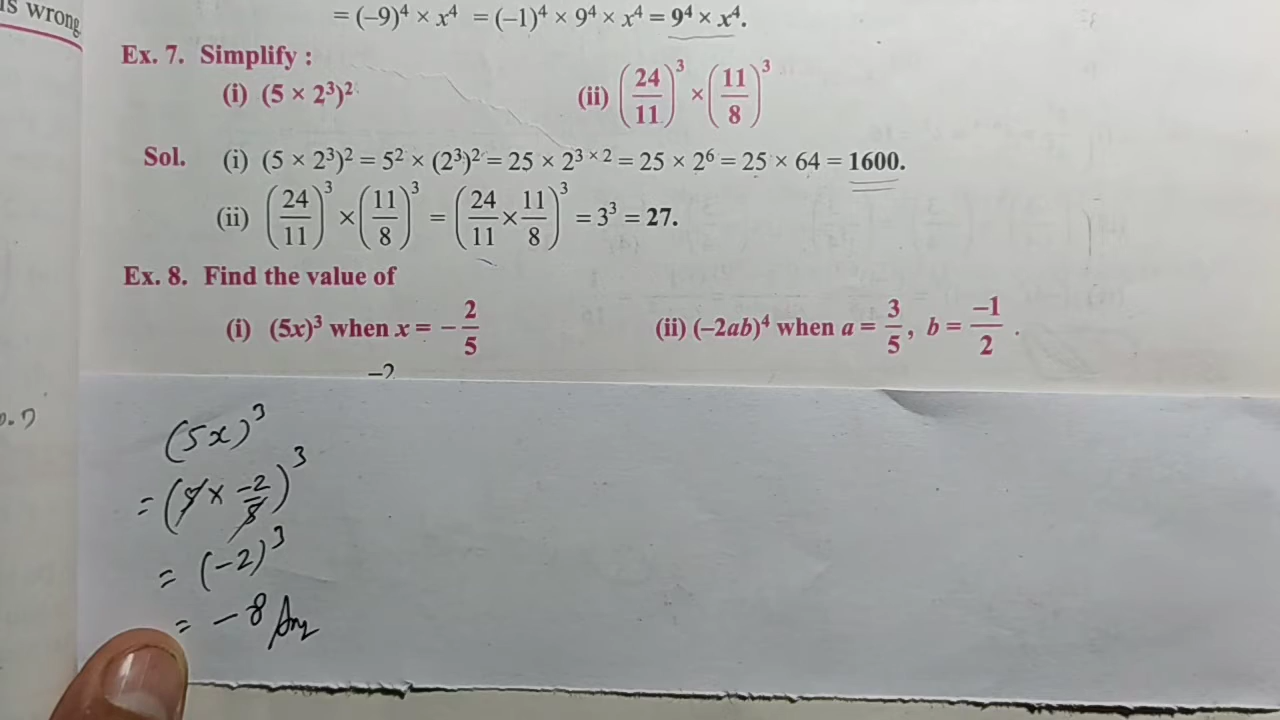 is wrong
= (–9)⁴ × x⁴ = (–1)⁴ × 9⁴ × x⁴ = 9⁴ × x⁴.
Ex. 7. Simplify :
(i) (5 × 2³)² (ii) (24/11)³ × (11/8)³
Sol. (i) (5 × 2³)² = 5² × (2³)² = 25 × 2³ ˣ ² = 25 × 2⁶ = 25 × 64 = 1600.
(ii) (24/11)³ × (11/8)³ = (24/11 × 11/8)³ = 3³ = 27.
Ex. 8. Find the value of
(i) (5x)³ when x = –2/5 (ii) (–2ab)⁴ when a = 3/5, b = –1/2 .
–2
(5x)³
= (5 × –2/5)³
= (–2)³
= –8 Ans